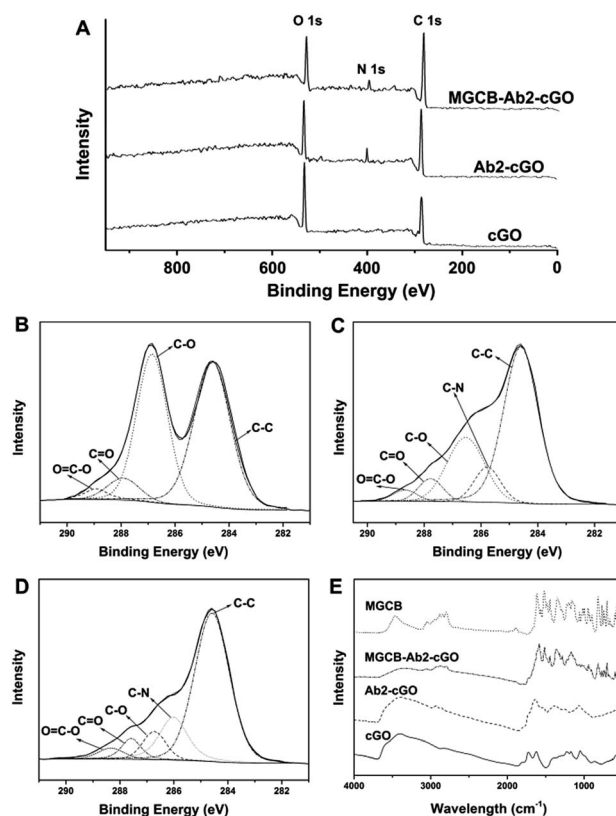 A
O 1s
C 1s
N 1s
MGCB-Ab2-cGO
Ab2-cGO
cGO
Intensity
800 600 400 200 0
Binding Energy (eV)
B
C-O
C-C
C=O
O=C-O
Intensity
290 288 286 284 282
Binding Energy (eV)
C
C-C
C-N
C-O
C=O
O=C-O
Intensity
290 288 286 284 282
Binding Energy (eV)
D
C-C
C-N
C-O
C=O
O=C-O
Intensity
290 288 286 284 282
Binding Energy (eV)
E
MGCB
MGCB-Ab2-cGO
Ab2-cGO
cGO
Intensity
4000 3000 2000 1000
Wavelength (cm-1)